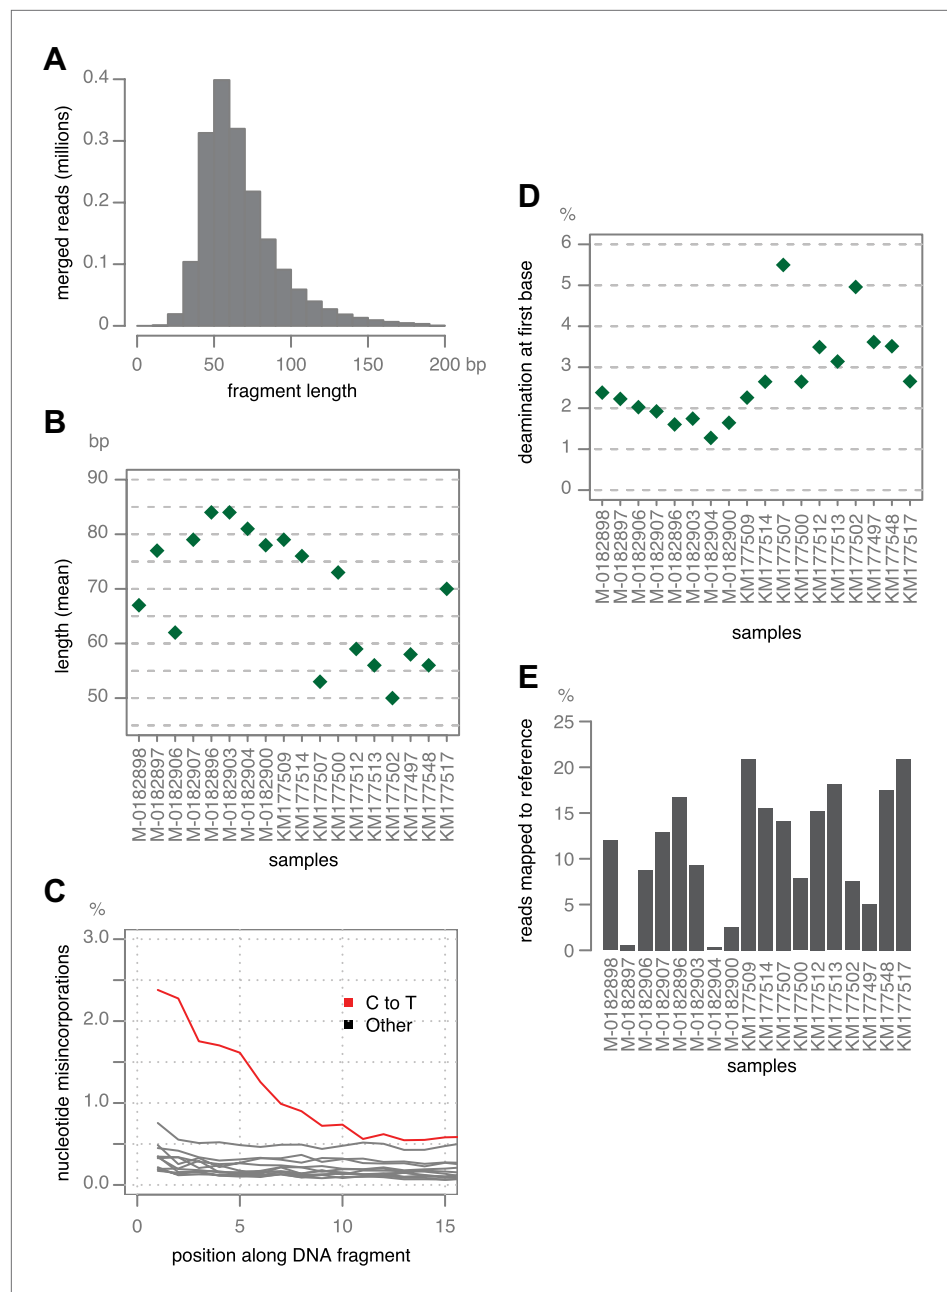 A
merged reads (millions)
0.4
0.3
0.2
0.1
0
0
50
100
150
200 bp
fragment length
B
bp
length (mean)
90
80
70
60
50
M-0182898
M-0182897
M-0182906
M-0182907
M-0182896
M-0182903
M-0182904
M-0182900
KM177509
KM177514
KM177507
KM177500
KM177512
KM177513
KM177502
KM177497
KM177548
KM177517
samples
C
%
nucleotide misincorporations
3.0
2.0
1.0
0.0
C to T
Other
0
5
10
15
position along DNA fragment
D
%
deamination at first base
6
5
4
3
2
1
0
M-0182898
M-0182897
M-0182906
M-0182907
M-0182896
M-0182903
M-0182904
M-0182900
KM177509
KM177514
KM177507
KM177500
KM177512
KM177513
KM177502
KM177497
KM177548
KM177517
samples
E
%
reads mapped to reference
25
20
15
10
5
0
M-0182898
M-0182897
M-0182906
M-0182907
M-0182896
M-0182903
M-0182904
M-0182900
KM177509
KM177514
KM177507
KM177500
KM177512
KM177513
KM177502
KM177497
KM177548
KM177517
samples